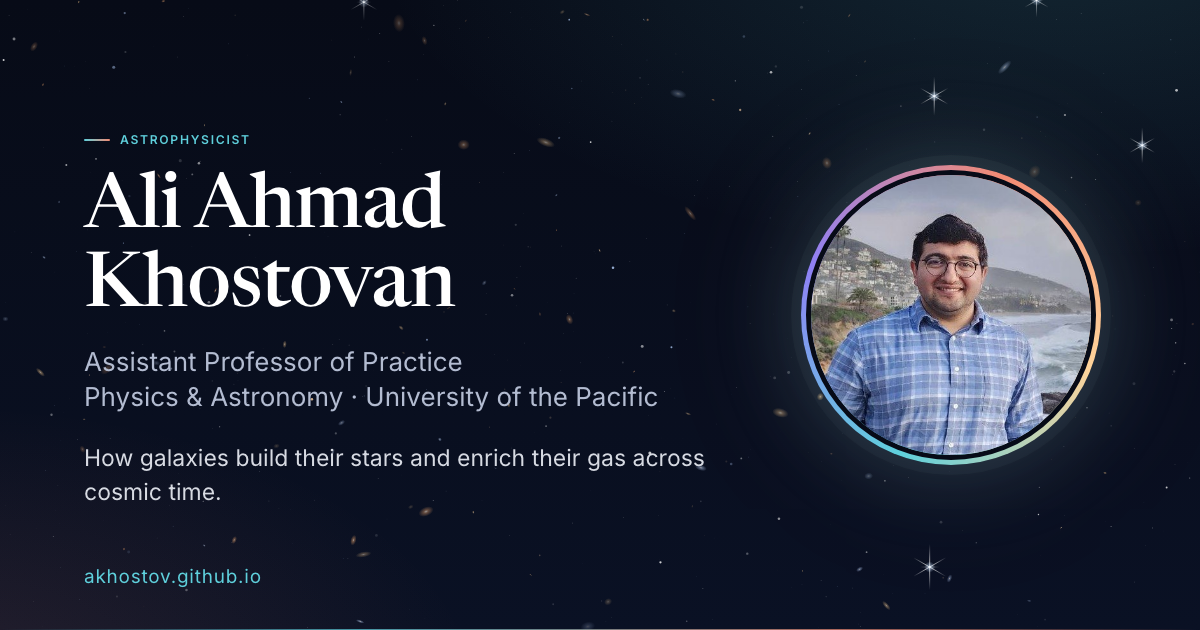 ASTROPHYSICIST
Ali Ahmad
Khostovan
Assistant Professor of Practice
Physics & Astronomy · University of the Pacific
How galaxies build their stars and enrich their gas across
cosmic time.
akhostov.github.io